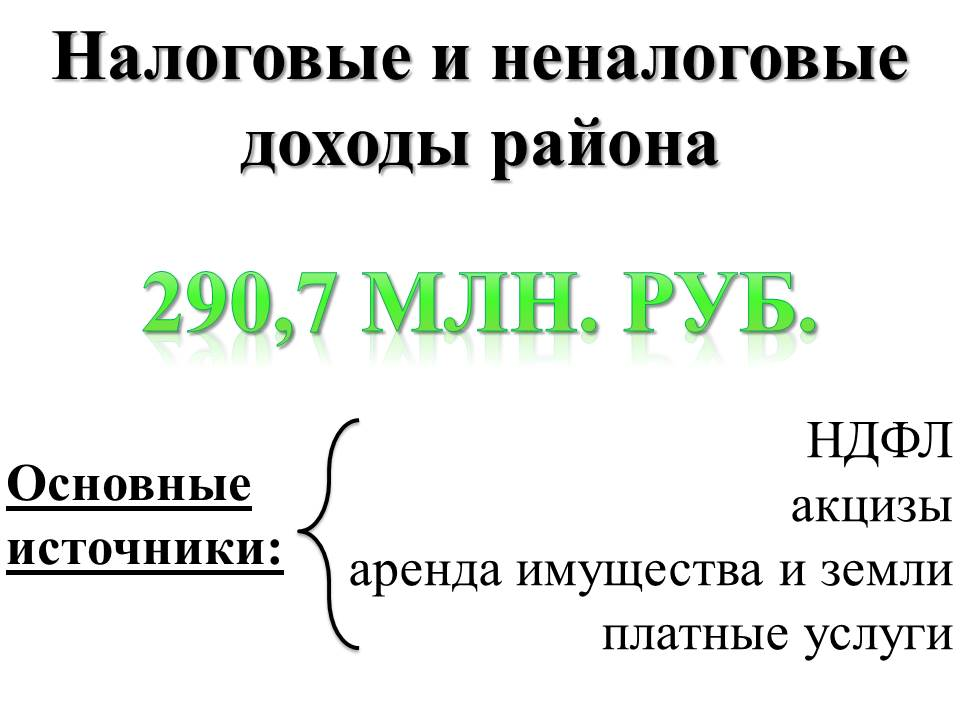 Налоговые и неналоговые
доходы района
290,7 МЛН. РУБ.
Основные
источники:
НДФЛ
акцизы
аренда имущества и земли
платные услуги